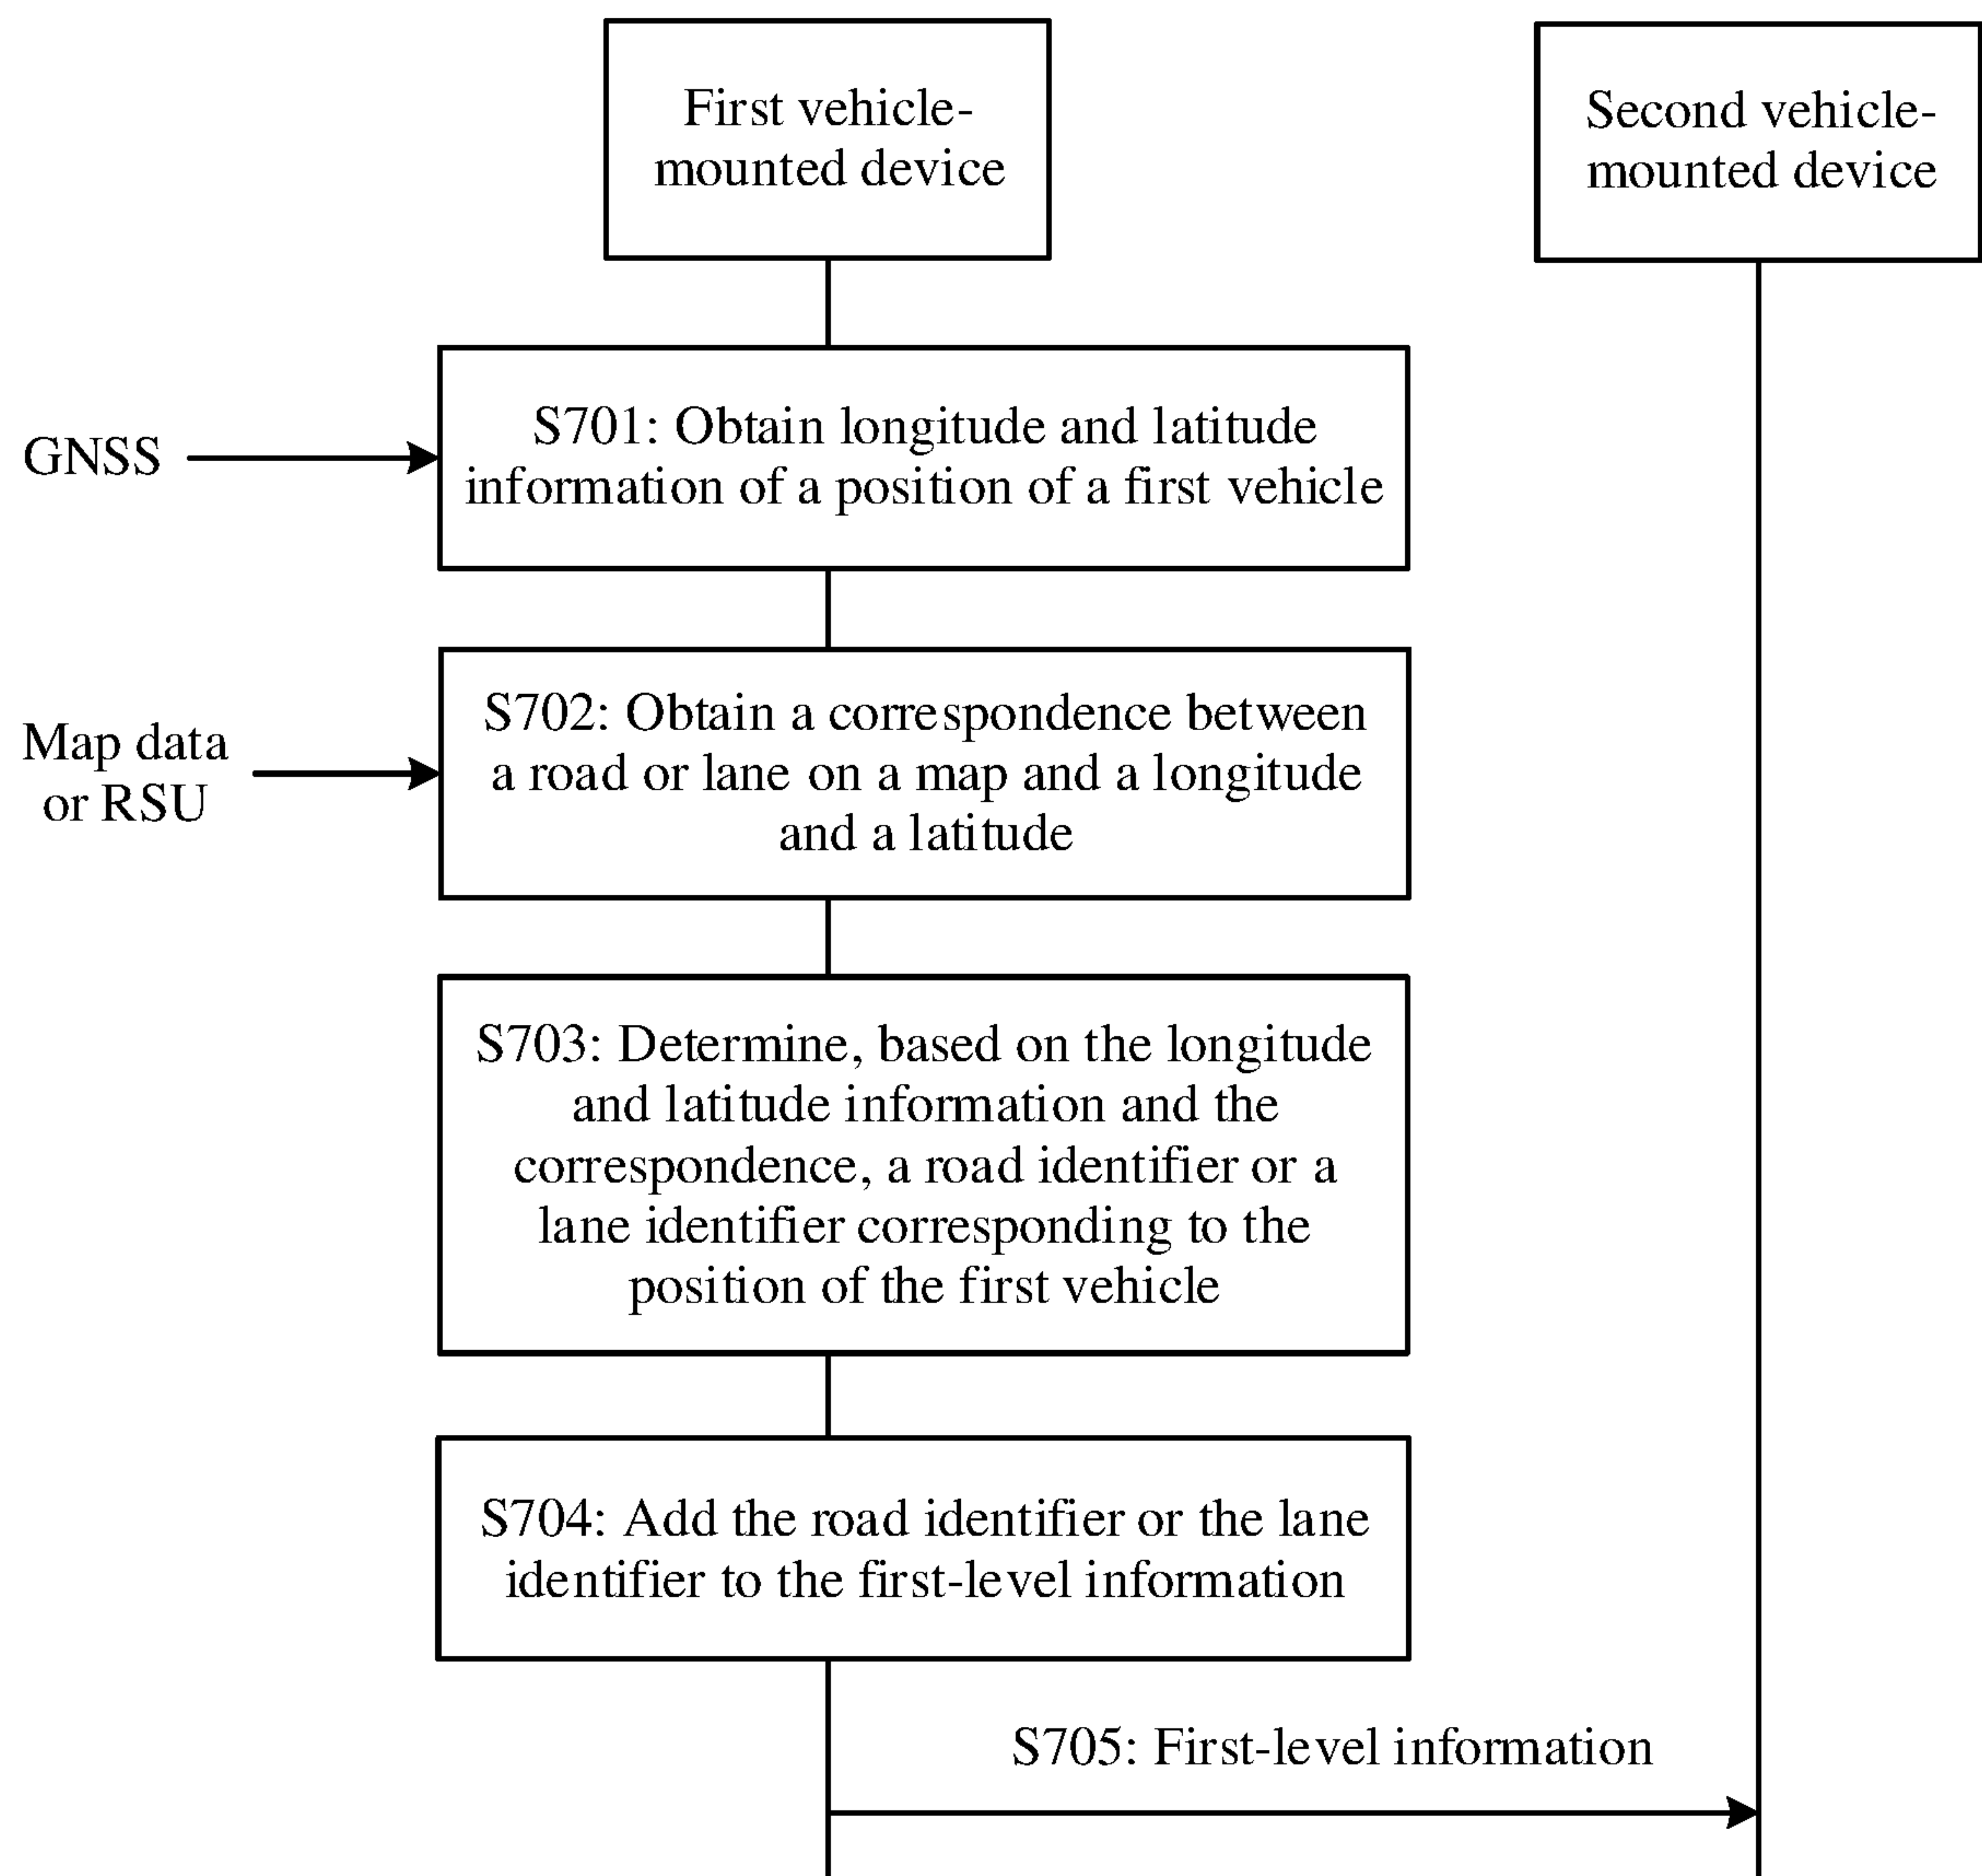 First vehicle-
mounted device
Second vehicle-
mounted device
GNSS
S701: Obtain longitude and latitude
information of a position of a first vehicle
Map data
or RSU
S702: Obtain a correspondence between
a road or lane on a map and a longitude
and a latitude
S703: Determine, based on the longitude
and latitude information and the
correspondence, a road identifier or a
lane identifier corresponding to the
position of the first vehicle
S704: Add the road identifier or the lane
identifier to the first-level information
S705: First-level information